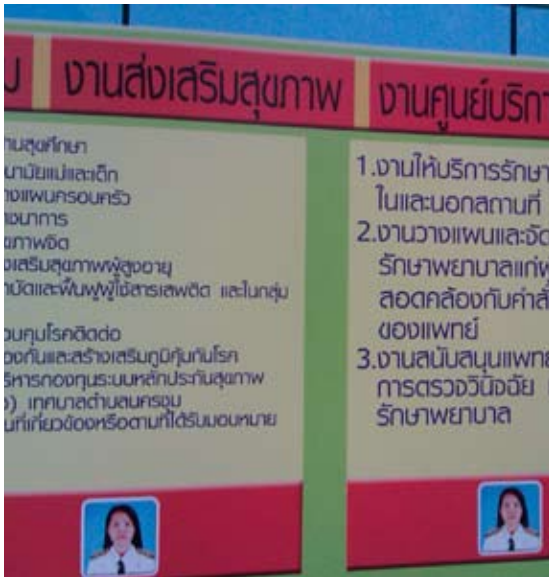 งานส่งเสริมสุขภาพ
งานสุขศึกษา
อนามัยแม่และเด็ก
วางแผนครอบครัว
ทางนาการ
สุขภาพจิต
ส่งเสริมสุขภาพผู้สูงอายุ
บำบัดและฟื้นฟูผู้ใช้สารเสพติด และในกลุ่ม
ควบคุมโรคติดต่อ
ป้องกันและสร้างเสริมภูมิคุ้มกันโรค
บริหารกองทุนระบบหลักประกันสุขภาพ
เทศบาลตำบลนครชุม
ที่เกี่ยวข้องหรือตามที่ได้รับมอบหมาย
งานศูนย์บริกา
1.งานให้บริการรักษา
ในและนอกสถานที่
2.งานวางแผนและจัด
รักษาพยาบาลแก่
สอดคล้องกับคำสั่
ของแพทย์
3.งานสนับสนุนแพทย์
การตรวจวินิจฉัย
รักษาพยาบาล